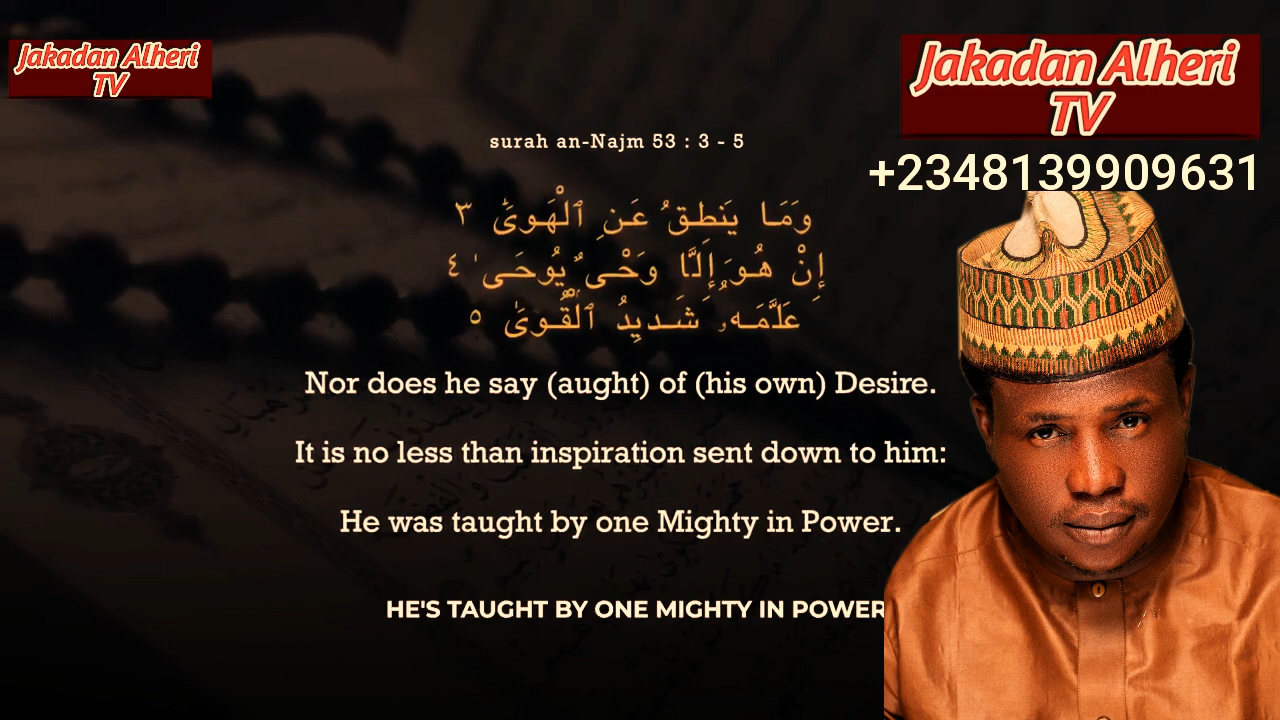 Jakadan Alheri
TV
Jakadan Alheri
TV
+2348139909631
surah an-Najm 53 : 3 - 5
وَمَا يَنطِقُ عَنِ ٱلْهَوَىٰٓ ٣
إِنْ هُوَ إِلَّا وَحْىٌ يُوحَىٰ ٤
عَلَّمَهُۥ شَدِيدُ ٱلْقُوَىٰ ٥
Nor does he say (aught) of (his own) Desire.
It is no less than inspiration sent down to him:
He was taught by one Mighty in Power.
HE'S TAUGHT BY ONE MIGHTY IN POWER